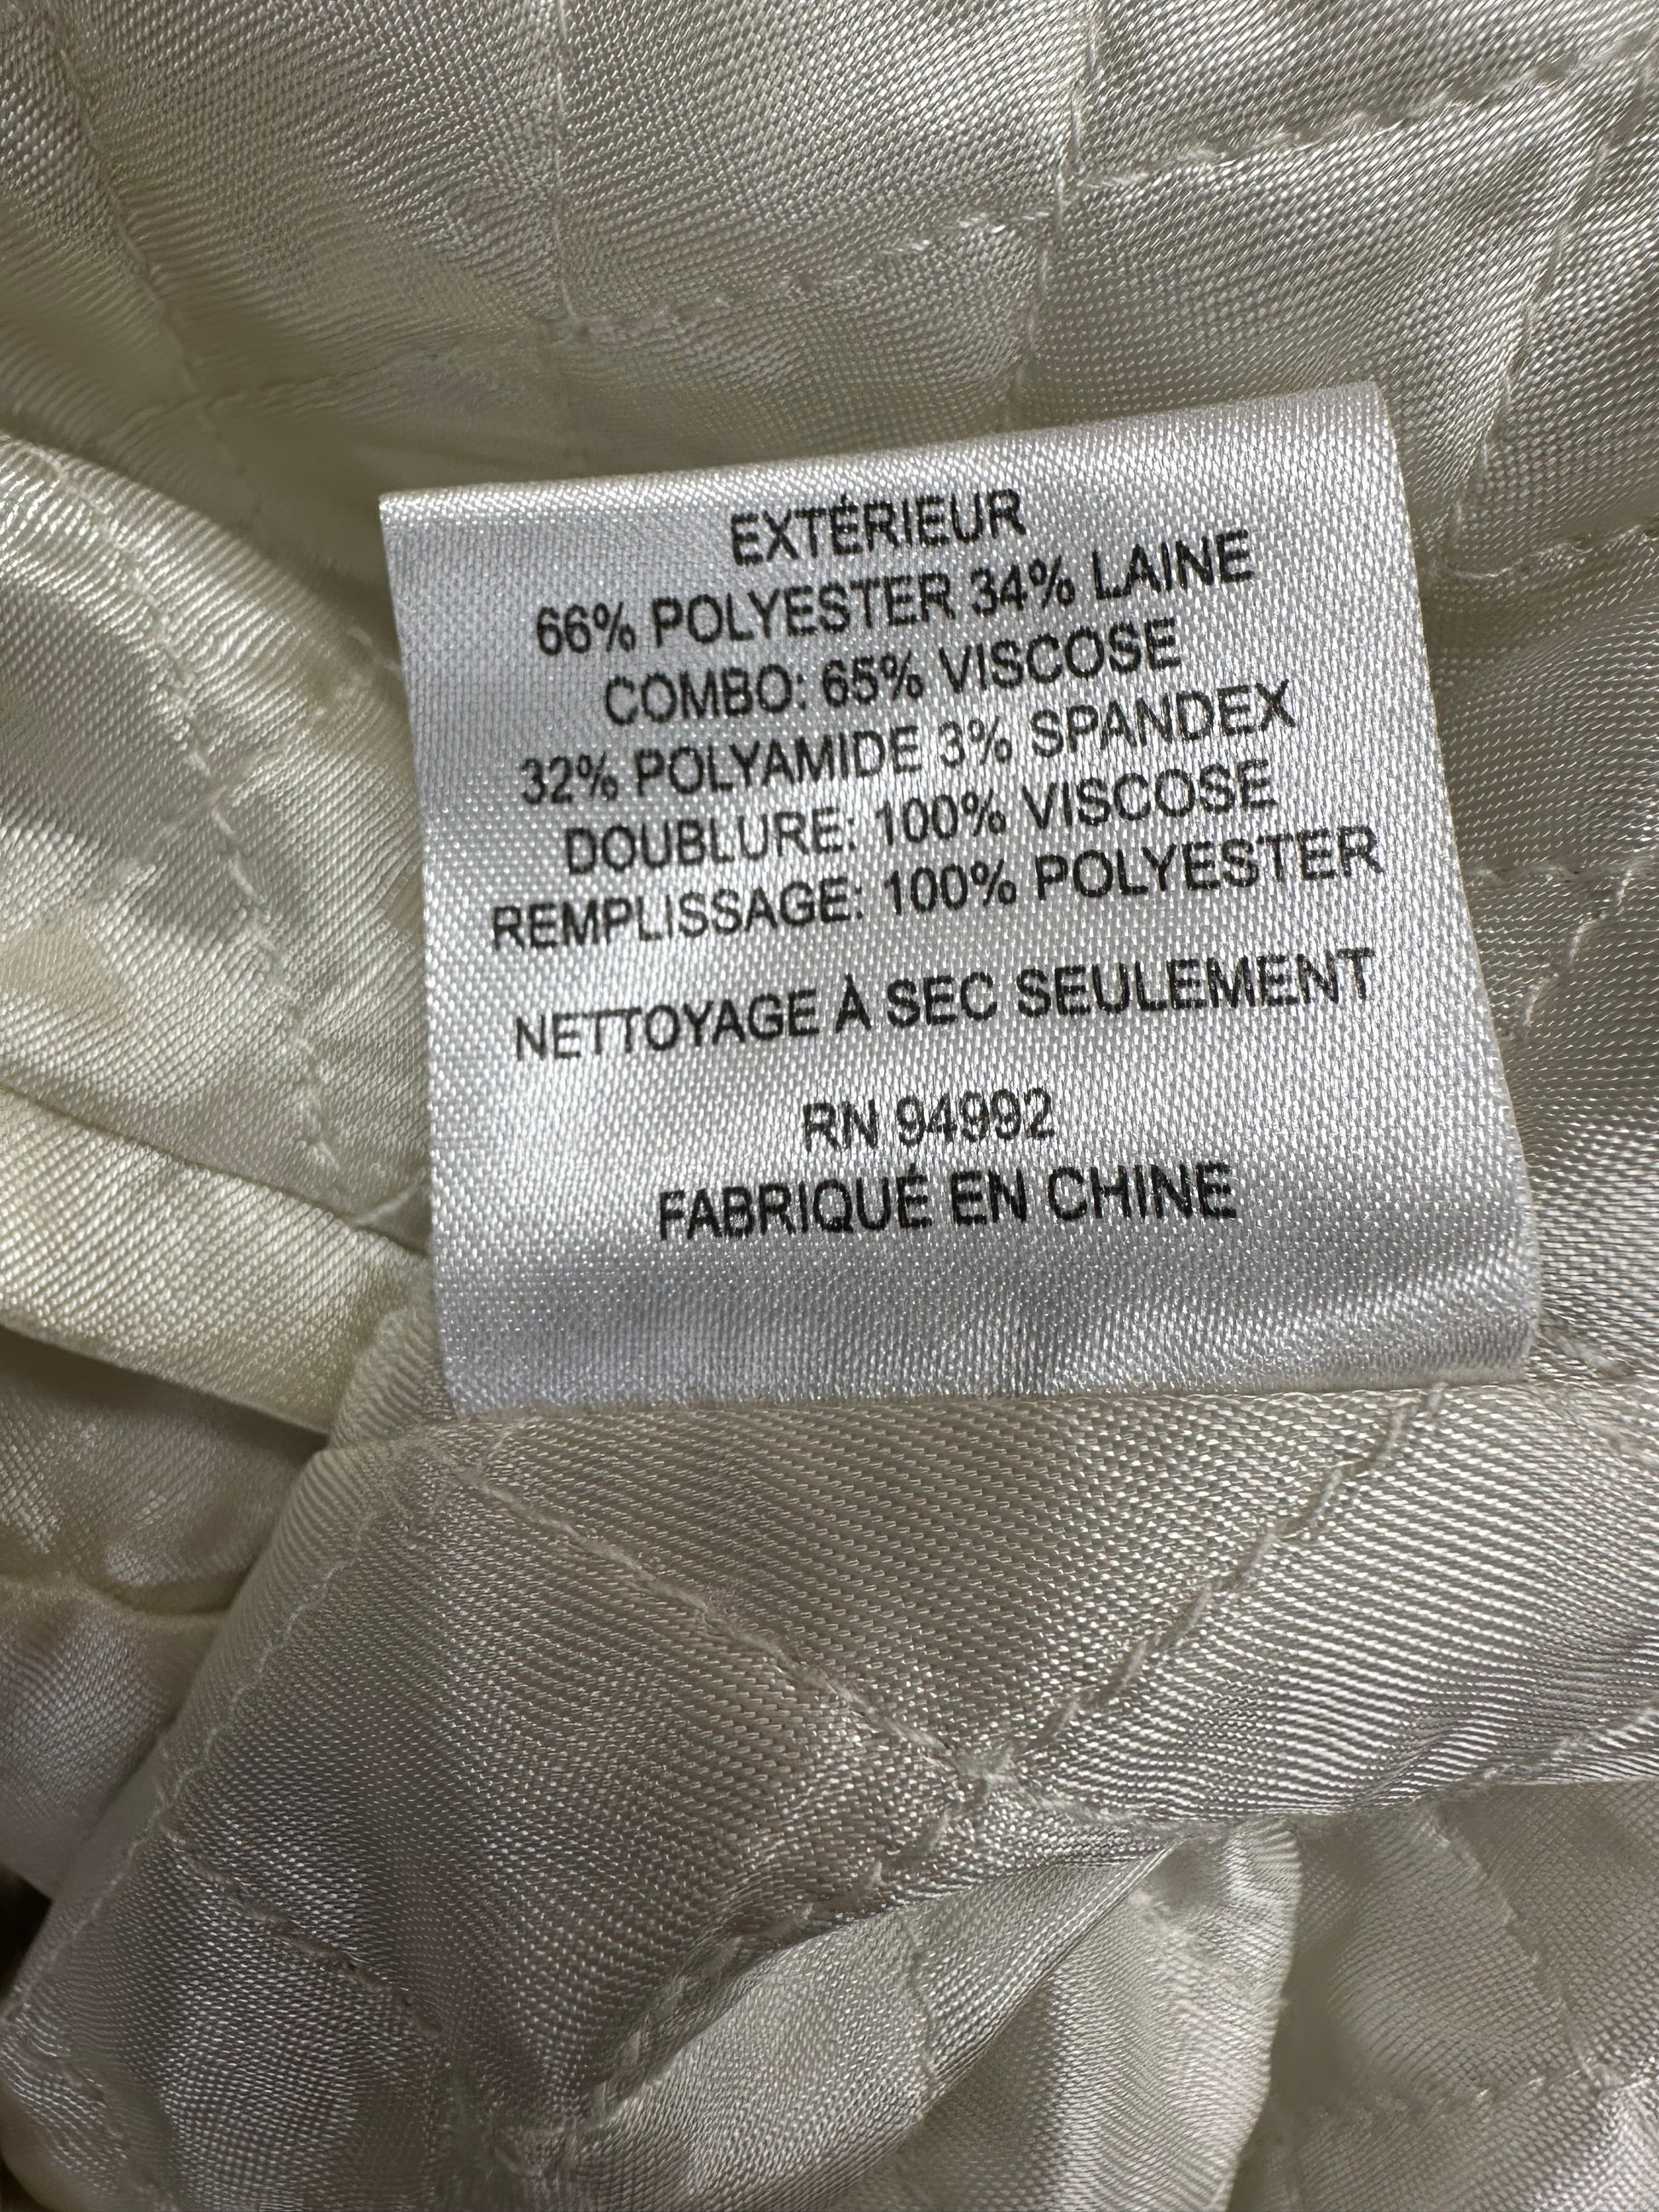 EXTÉRIEUR
66% POLYESTER 34% LAINE
COMBO: 65% VISCOSE
32% POLYAMIDE 3% SPANDEX
DOUBLURE: 100% VISCOSE
REMPLISSAGE: 100% POLYESTER
NETTOYAGE À SEC SEULEMENT
RN 94992
FABRIQUÉ EN CHINE